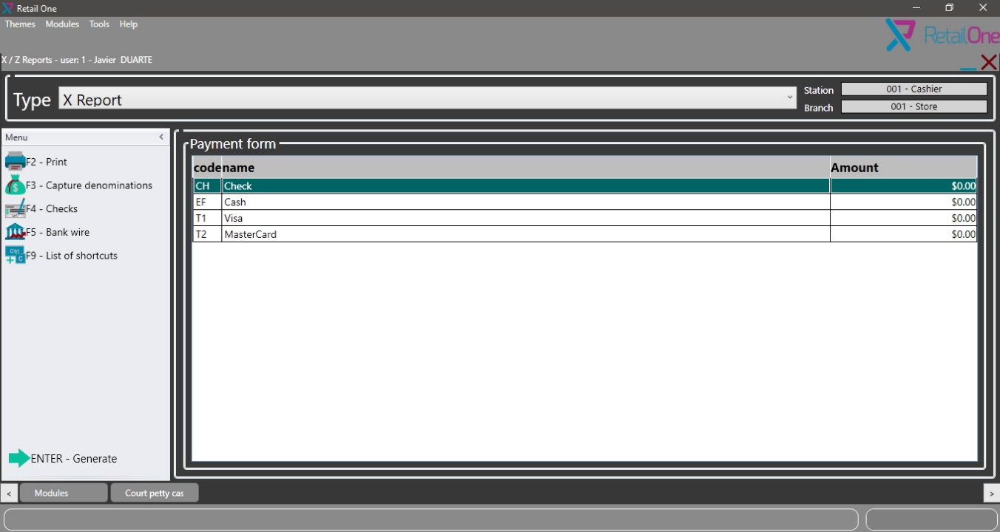 Retail One
Themes Modules Tools Help
RetailOne
X / Z Reports - user: 1 - Javier DUARTE
Type X Report
Station 001 - Cashier
Branch 001 - Store
Menu <
F2 - Print
F3 - Capture denominations
F4 - Checks
F5 - Bank wire
Ctrl + C F9 - List of shortcuts
ENTER - Generate
Payment form
code name Amount
CH Check $0.00
EF Cash $0.00
T1 Visa $0.00
T2 MasterCard $0.00
< Modules Court petty cas >